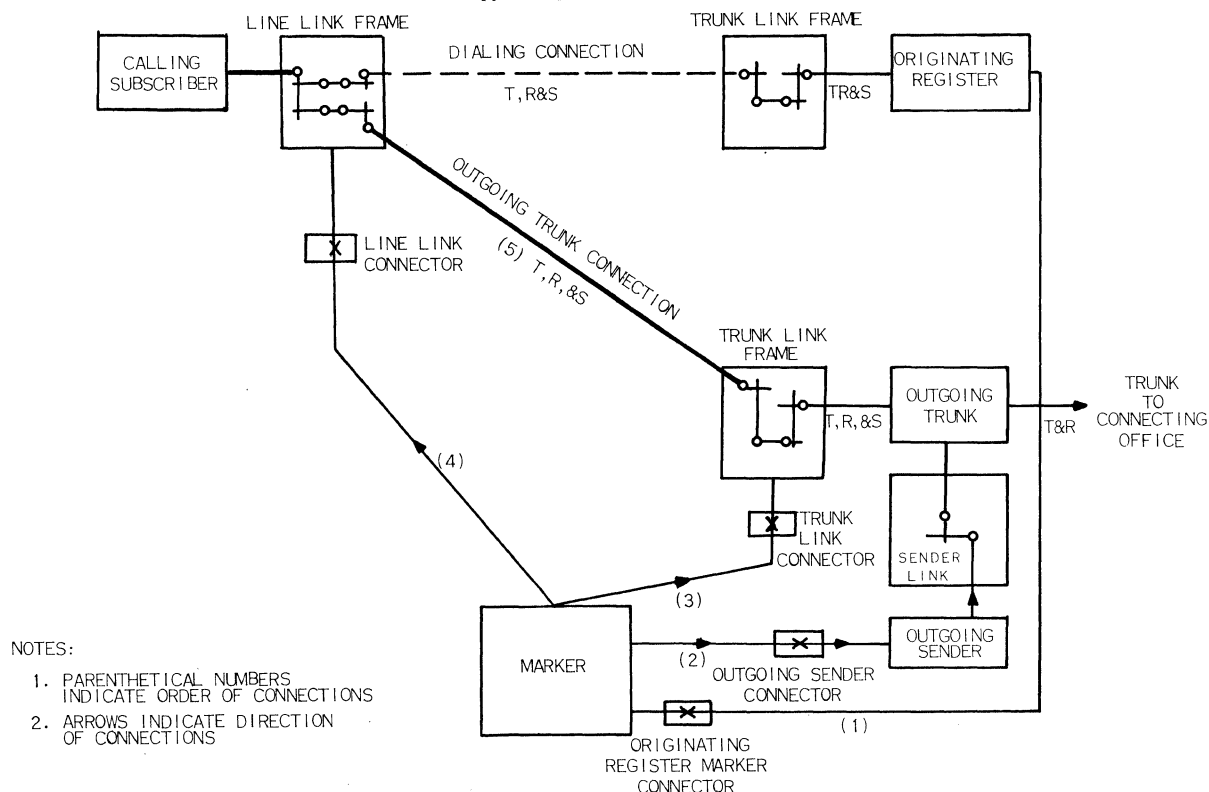 LINE LINK FRAME
TRUNK LINK FRAME
CALLING
SUBSCRIBER
DIALING CONNECTION
T,R&S
TR&S
ORIGINATING
REGISTER
OUTGOING TRUNK CONNECTION
(5) T,R,&S
LINE LINK
CONNECTOR
TRUNK LINK
FRAME
T,R,&S
OUTGOING
TRUNK
T&R
TRUNK
TO
CONNECTING
OFFICE
(4)
TRUNK
LINK
CONNECTOR
SENDER
LINK
(3)
MARKER
(2)
OUTGOING SENDER
CONNECTOR
OUTGOING
SENDER
(1)
ORIGINATING
REGISTER MARKER
CONNECTOR
NOTES:
1. PARENTHETICAL NUMBERS
INDICATE ORDER OF CONNECTIONS
2. ARROWS INDICATE DIRECTION
OF CONNECTIONS